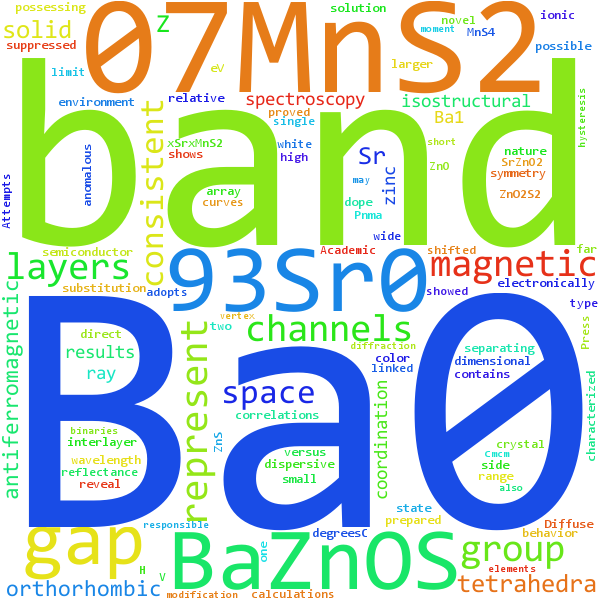 possessing
solid
07MnS2
Z
solution
novel
ionic
MnS4
moment
possible
suppressed
limit
eV
larger
environment
relative
spectroscopy
isostructural
band
consistent
proved
single
white
high
Ba1
short
ZnO
nature
SrZnO2
symmetry
ZnO2S2
hysteresis
xSrxMnS2
shows
anomalous
Attempts
array
curves
Sr
may
zinc
dope
Pnma
wide
far
semiconductor
layers
substitution
adopts
93Sr0
Academic
shifted
magnetic
showed
electronically
type
antiferromagnetic
direct
results
ray
represent
vertex
two
channels
diffraction
color
linked
separating
dimensional
contains
Press
characterized
Ba0
space
correlations
coordination
binaries
interlayer
wavelength
reflectance
reveal
ZnS
versus
dispersive
small
crystal
Cmcm
side
range
also
gap
responsible
degreesC
state
prepared
Diffuse
behavior
BaZnOS
one
group
elements
orthorhombic
H
V
modification
calculations
tetrahedra